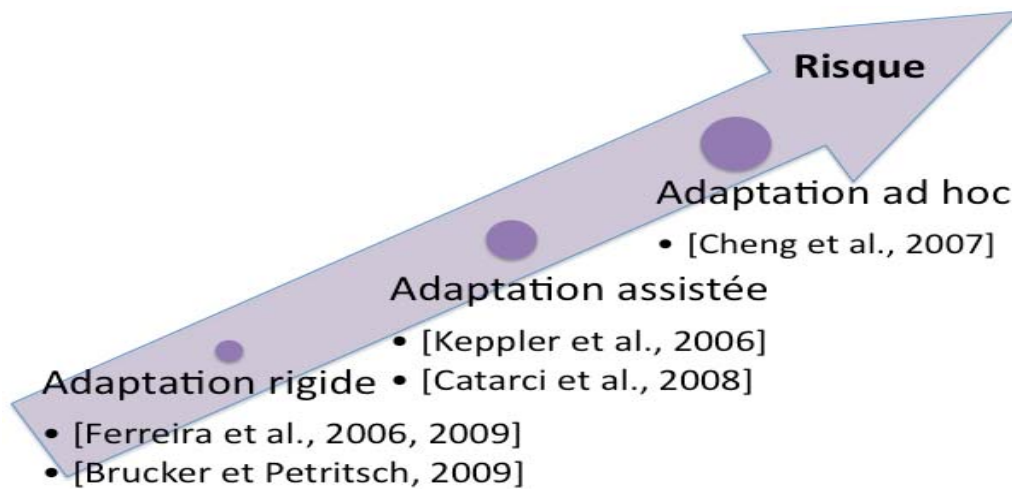 Risque
Adaptation ad hoc
• [Cheng et al., 2007]
Adaptation assistée
• [Keppler et al., 2006]
• [Catarci et al., 2008]
Adaptation rigide
• [Ferreira et al., 2006, 2009]
• [Brucker et Petritsch, 2009]